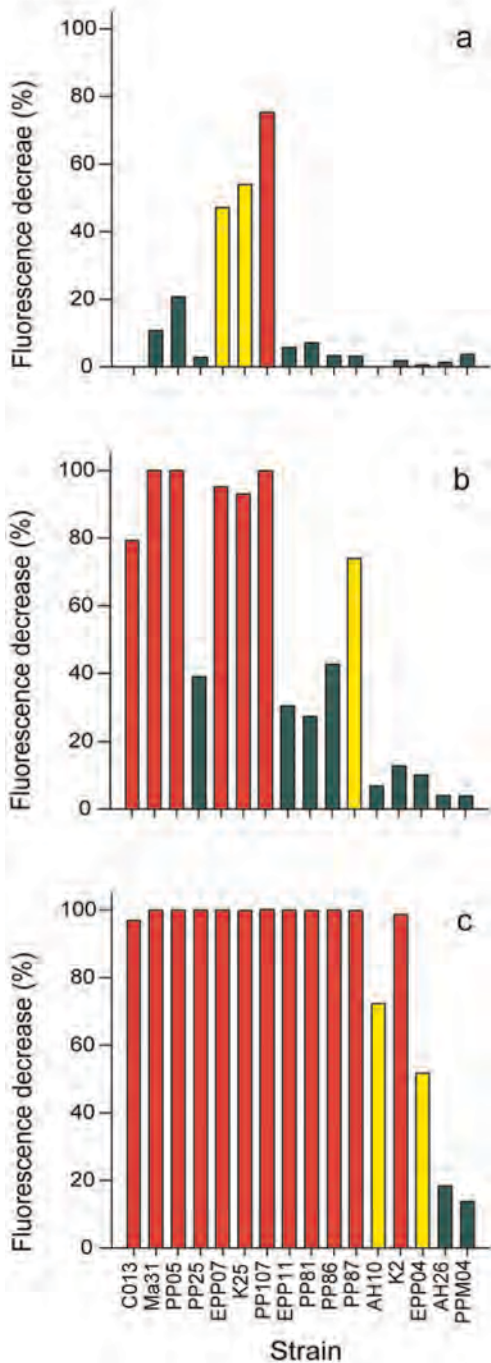 a
Fluorescence decreae (%)
100
80
60
40
20
0
b
Fluorescence decrease (%)
100
80
60
40
20
0
c
Fluorescence decrease (%)
100
80
60
40
20
0
C013
Ma31
PP05
PP25
EPP07
K25
PP107
EPP11
PP81
PP86
PP87
AH10
K2
EPP04
AH26
PPM04
Strain